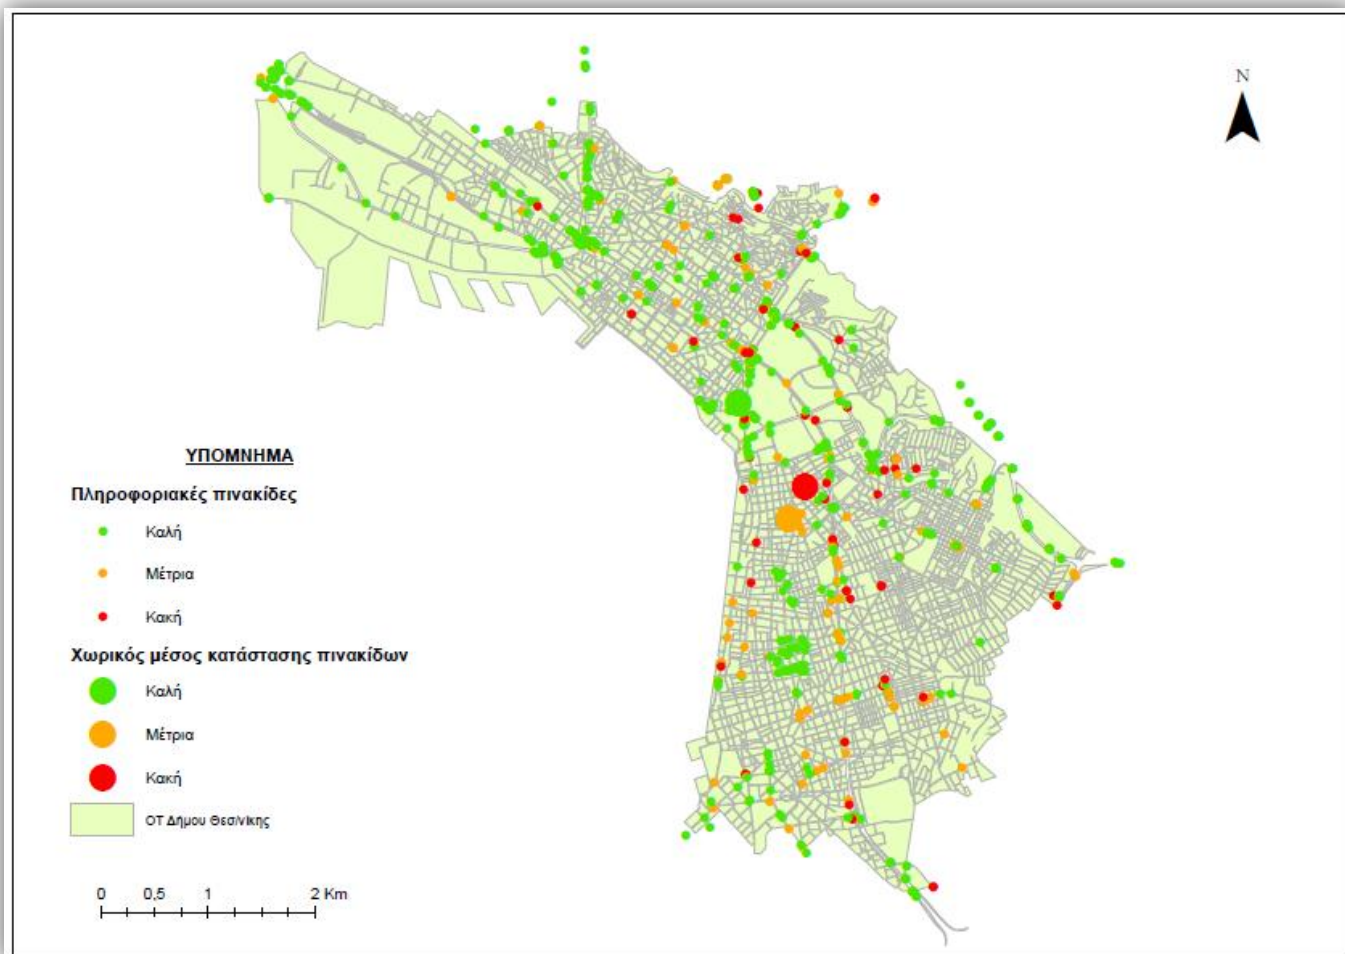 N
ΥΠΟΜΝΗΜΑ
Πληροφοριακές πινακίδες
Καλή
Μέτρια
Κακή
Χωρικός μέσος κατάστασης πινακίδων
Καλή
Μέτρια
Κακή
ΟΤ Δήμου Θεσ/νίκης
0 0,5 1 2 Km